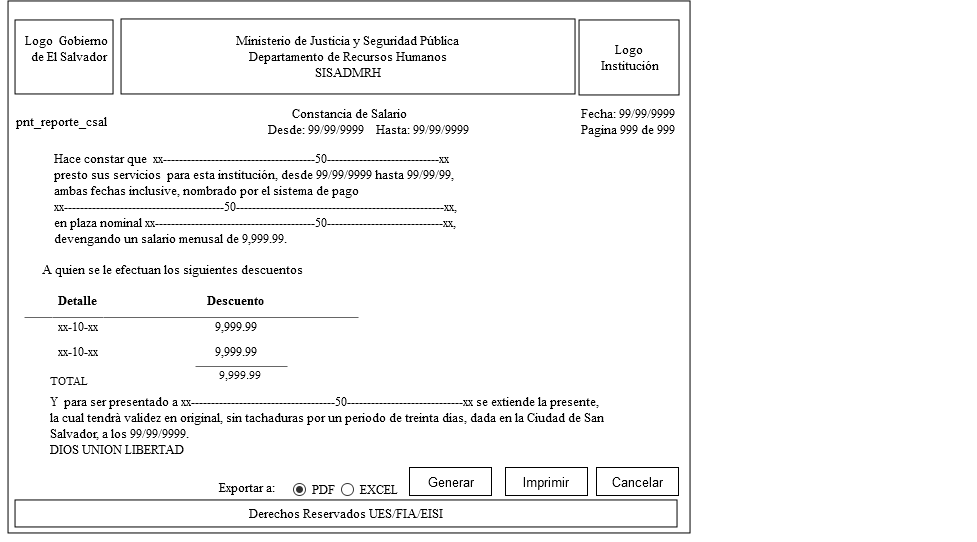 Logo Gobierno
de El Salvador
Ministerio de Justicia y Seguridad Pública
Departamento de Recursos Humanos
SISADMRH
Logo
Institución
pnt_reporte_csal
Constancia de Salario
Desde: 99/99/9999 Hasta: 99/99/9999
Fecha: 99/99/9999
Pagina 999 de 999
Hace constar que xx--------------------------------------50----------------------------xx
presto sus servicios para esta institución, desde 99/99/9999 hasta 99/99/99,
ambas fechas inclusive, nombrado por el sistema de pago
xx----------------------------------------50----------------------------------------------------xx,
en plaza nominal xx----------------------------------------50-----------------------------xx,
devengando un salario menusal de 9,999.99.
A quien se le efectuan los siguientes descuentos
Detalle Descuento
xx-10-xx 9,999.99
xx-10-xx 9,999.99
TOTAL 9,999.99
Y para ser presentado a xx------------------------------------50-----------------------------xx se extiende la presente,
la cual tendrà validez en original, sin tachaduras por un periodo de treinta dias, dada en la Ciudad de San
Salvador, a los 99/99/9999.
DIOS UNION LIBERTAD
Exportar a: PDF EXCEL Generar Imprimir Cancelar
Derechos Reservados UES/FIA/EISI